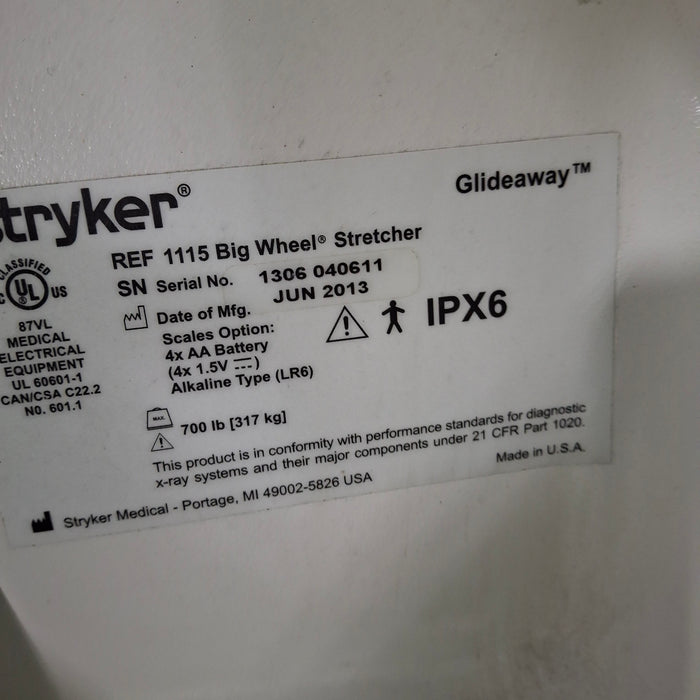 stryker®
Glideaway™
REF 1115 Big Wheel® Stretcher
SN Serial No. 1306 040611
Date of Mfg. JUN 2013
Scales Option:
4x AA Battery
(4x 1.5V ⎓)
Alkaline Type (LR6)
IPX6
CLASSIFIED
C UL US
®
87VL
MEDICAL
ELECTRICAL
EQUIPMENT
UL 60601-1
CAN/CSA C22.2
NO. 601.1
MAX.
700 lb [317 kg]
This product is in conformity with performance standards for diagnostic
x-ray systems and their major components under 21 CFR Part 1020.
Made in U.S.A.
Stryker Medical - Portage, MI 49002-5826 USA